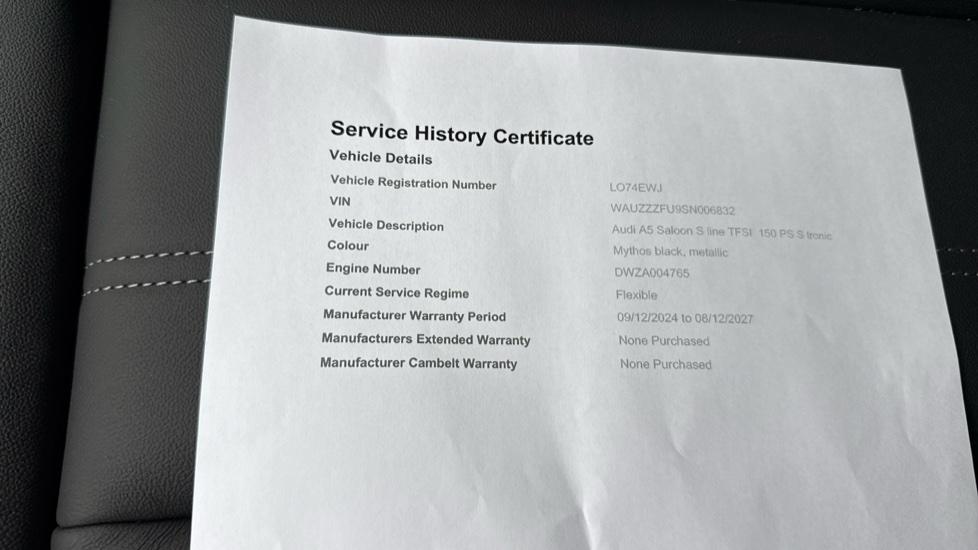 Service History Certificate
Vehicle Details
Vehicle Registration Number LO74EWJ
VIN WAUZZZFU9SN006832
Vehicle Description Audi A5 Saloon S line TFSI 150 PS S tronic
Colour Mythos black, metallic
Engine Number DWZA004765
Current Service Regime Flexible
Manufacturer Warranty Period 09/12/2024 to 08/12/2027
Manufacturers Extended Warranty None Purchased
Manufacturer Cambelt Warranty None Purchased